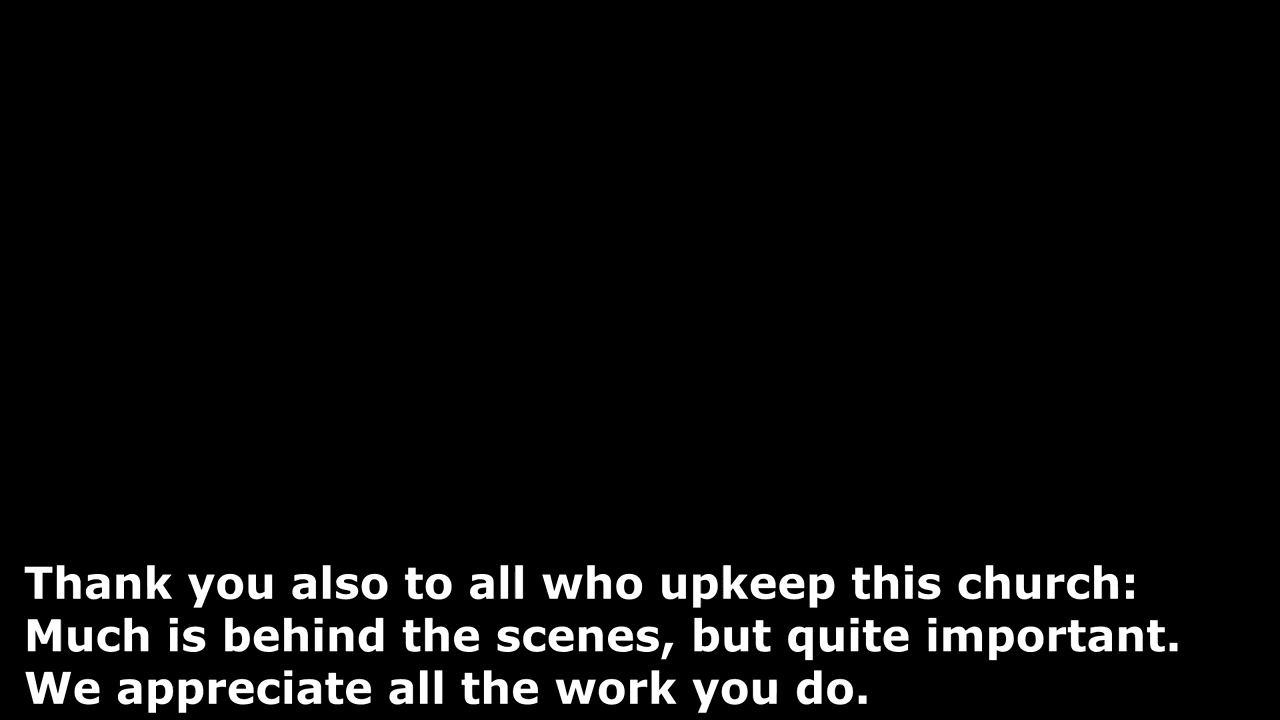 Thank you also to all who upkeep this church:
Much is behind the scenes, but quite important.
We appreciate all the work you do.